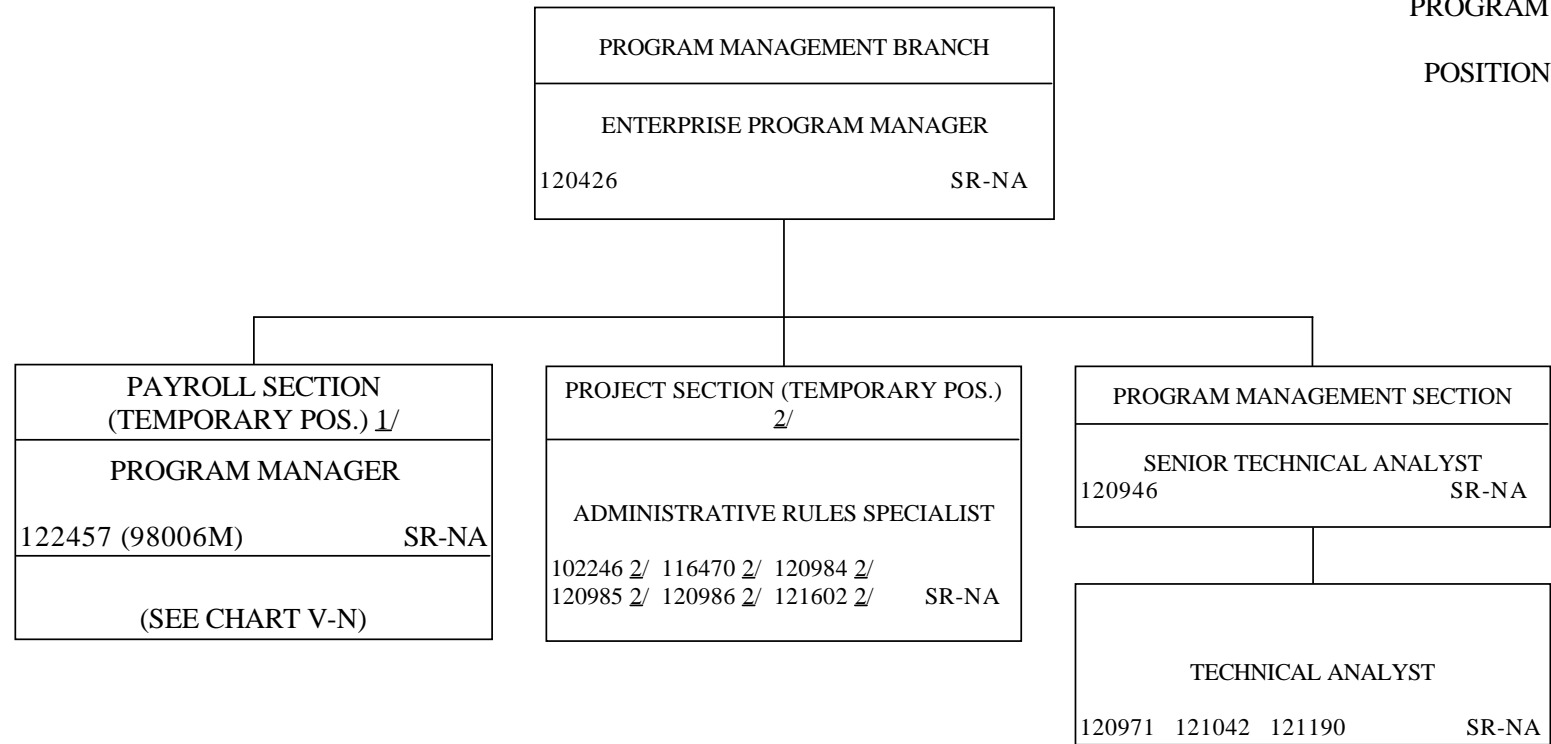 PROGRAM
POSITION
PROGRAM MANAGEMENT BRANCH
ENTERPRISE PROGRAM MANAGER
120426 SR-NA
PAYROLL SECTION
(TEMPORARY POS.) 1/
PROGRAM MANAGER
122457 (98006M) SR-NA
(SEE CHART V-N)
PROJECT SECTION (TEMPORARY POS.)
2/
ADMINISTRATIVE RULES SPECIALIST
102246 2/ 116470 2/ 120984 2/
120985 2/ 120986 2/ 121602 2/ SR-NA
PROGRAM MANAGEMENT SECTION
SENIOR TECHNICAL ANALYST
120946 SR-NA
TECHNICAL ANALYST
120971 121042 121190 SR-NA